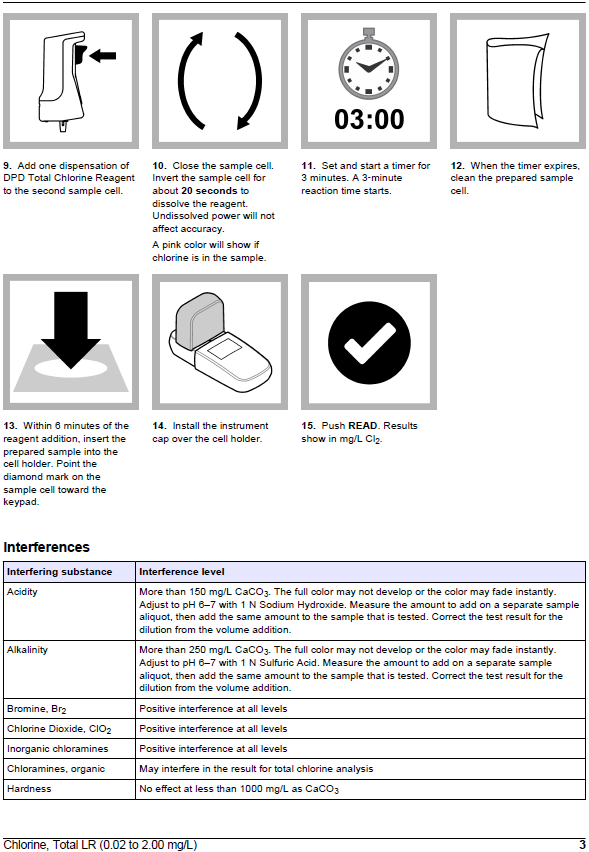 03:00
9. Add one dispensation of
DPD Total Chlorine Reagent
to the second sample cell.
10. Close the sample cell.
Invert the sample cell for
about 20 seconds to
dissolve the reagent.
Undissolved power will not
affect accuracy.
A pink color will show if
chlorine is in the sample.
11. Set and start a timer for
3 minutes. A 3-minute
reaction time starts.
12. When the timer expires,
clean the prepared sample
cell.
13. Within 6 minutes of the
reagent addition, insert the
prepared sample into the
cell holder. Point the
diamond mark on the
sample cell toward the
keypad.
14. Install the instrument
cap over the cell holder.
15. Push READ. Results
show in mg/L Cl₂.
Interferences
Interfering substance Interference level
Acidity More than 150 mg/L CaCO₃. The full color may not develop or the color may fade instantly.
Adjust to pH 6–7 with 1 N Sodium Hydroxide. Measure the amount to add on a separate sample
aliquot, then add the same amount to the sample that is tested. Correct the test result for the
dilution from the volume addition.
Alkalinity More than 250 mg/L CaCO₃. The full color may not develop or the color may fade instantly.
Adjust to pH 6–7 with 1 N Sulfuric Acid. Measure the amount to add on a separate sample
aliquot, then add the same amount to the sample that is tested. Correct the test result for the
dilution from the volume addition.
Bromine, Br₂ Positive interference at all levels
Chlorine Dioxide, ClO₂ Positive interference at all levels
Inorganic chloramines Positive interference at all levels
Chloramines, organic May interfere in the result for total chlorine analysis
Hardness No effect at less than 1000 mg/L as CaCO₃
Chlorine, Total LR (0.02 to 2.00 mg/L) 3